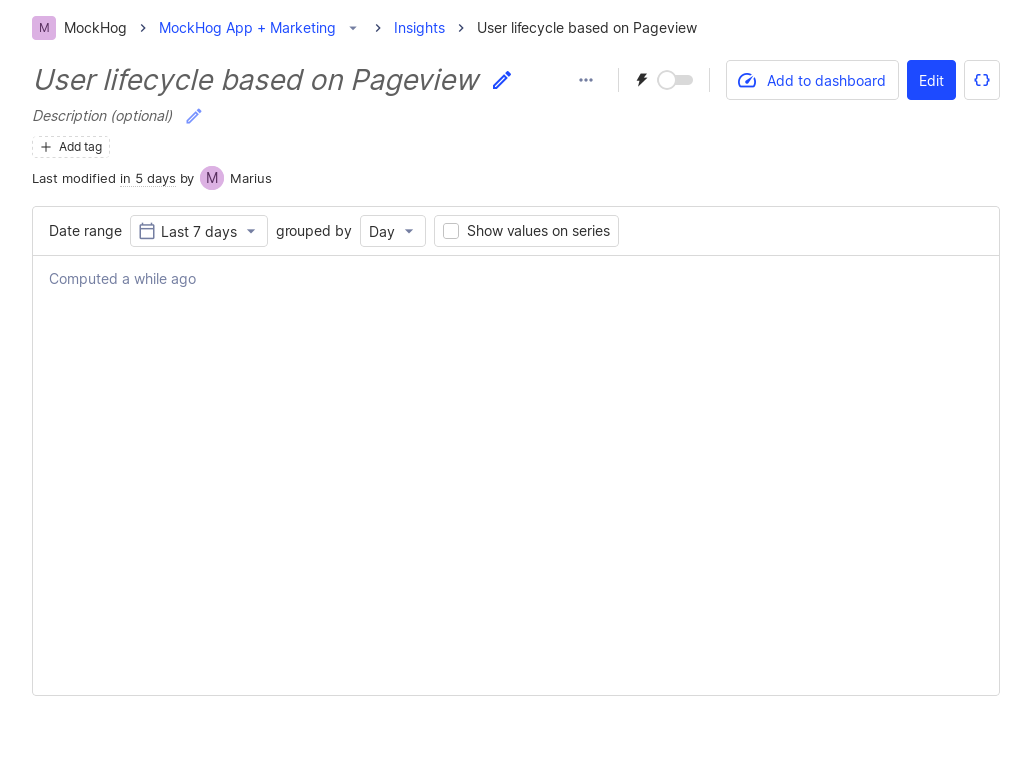 M MockHog MockHog App + Marketing Insights User lifecycle based on Pageview
User lifecycle based on Pageview Add to dashboard Edit {}
Description (optional)
+ Add tag
Last modified in 5 days by M Marius
Date range Last 7 days grouped by Day Show values on series
Computed a while ago